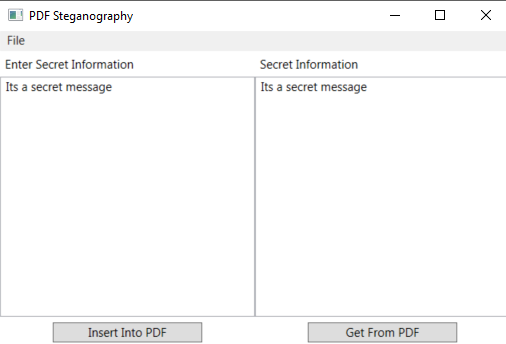 PDF Steganography
File
Enter Secret Information
Secret Information
Its a secret message
Its a secret message
Insert Into PDF
Get From PDF